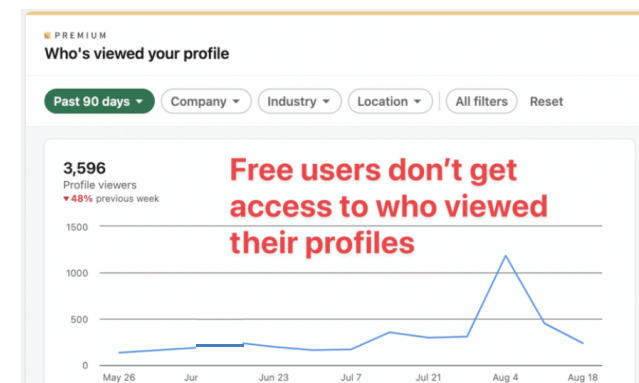 PREMIUM
Who's viewed your profile
Past 90 days Company Industry Location All filters Reset
3,596
Profile viewers
▼48% previous week
Free users don't get
access to who viewed
their profiles
1500
1000
500
0
May 26 Jun Jun 23 Jul 7 Jul 21 Aug 4 Aug 18